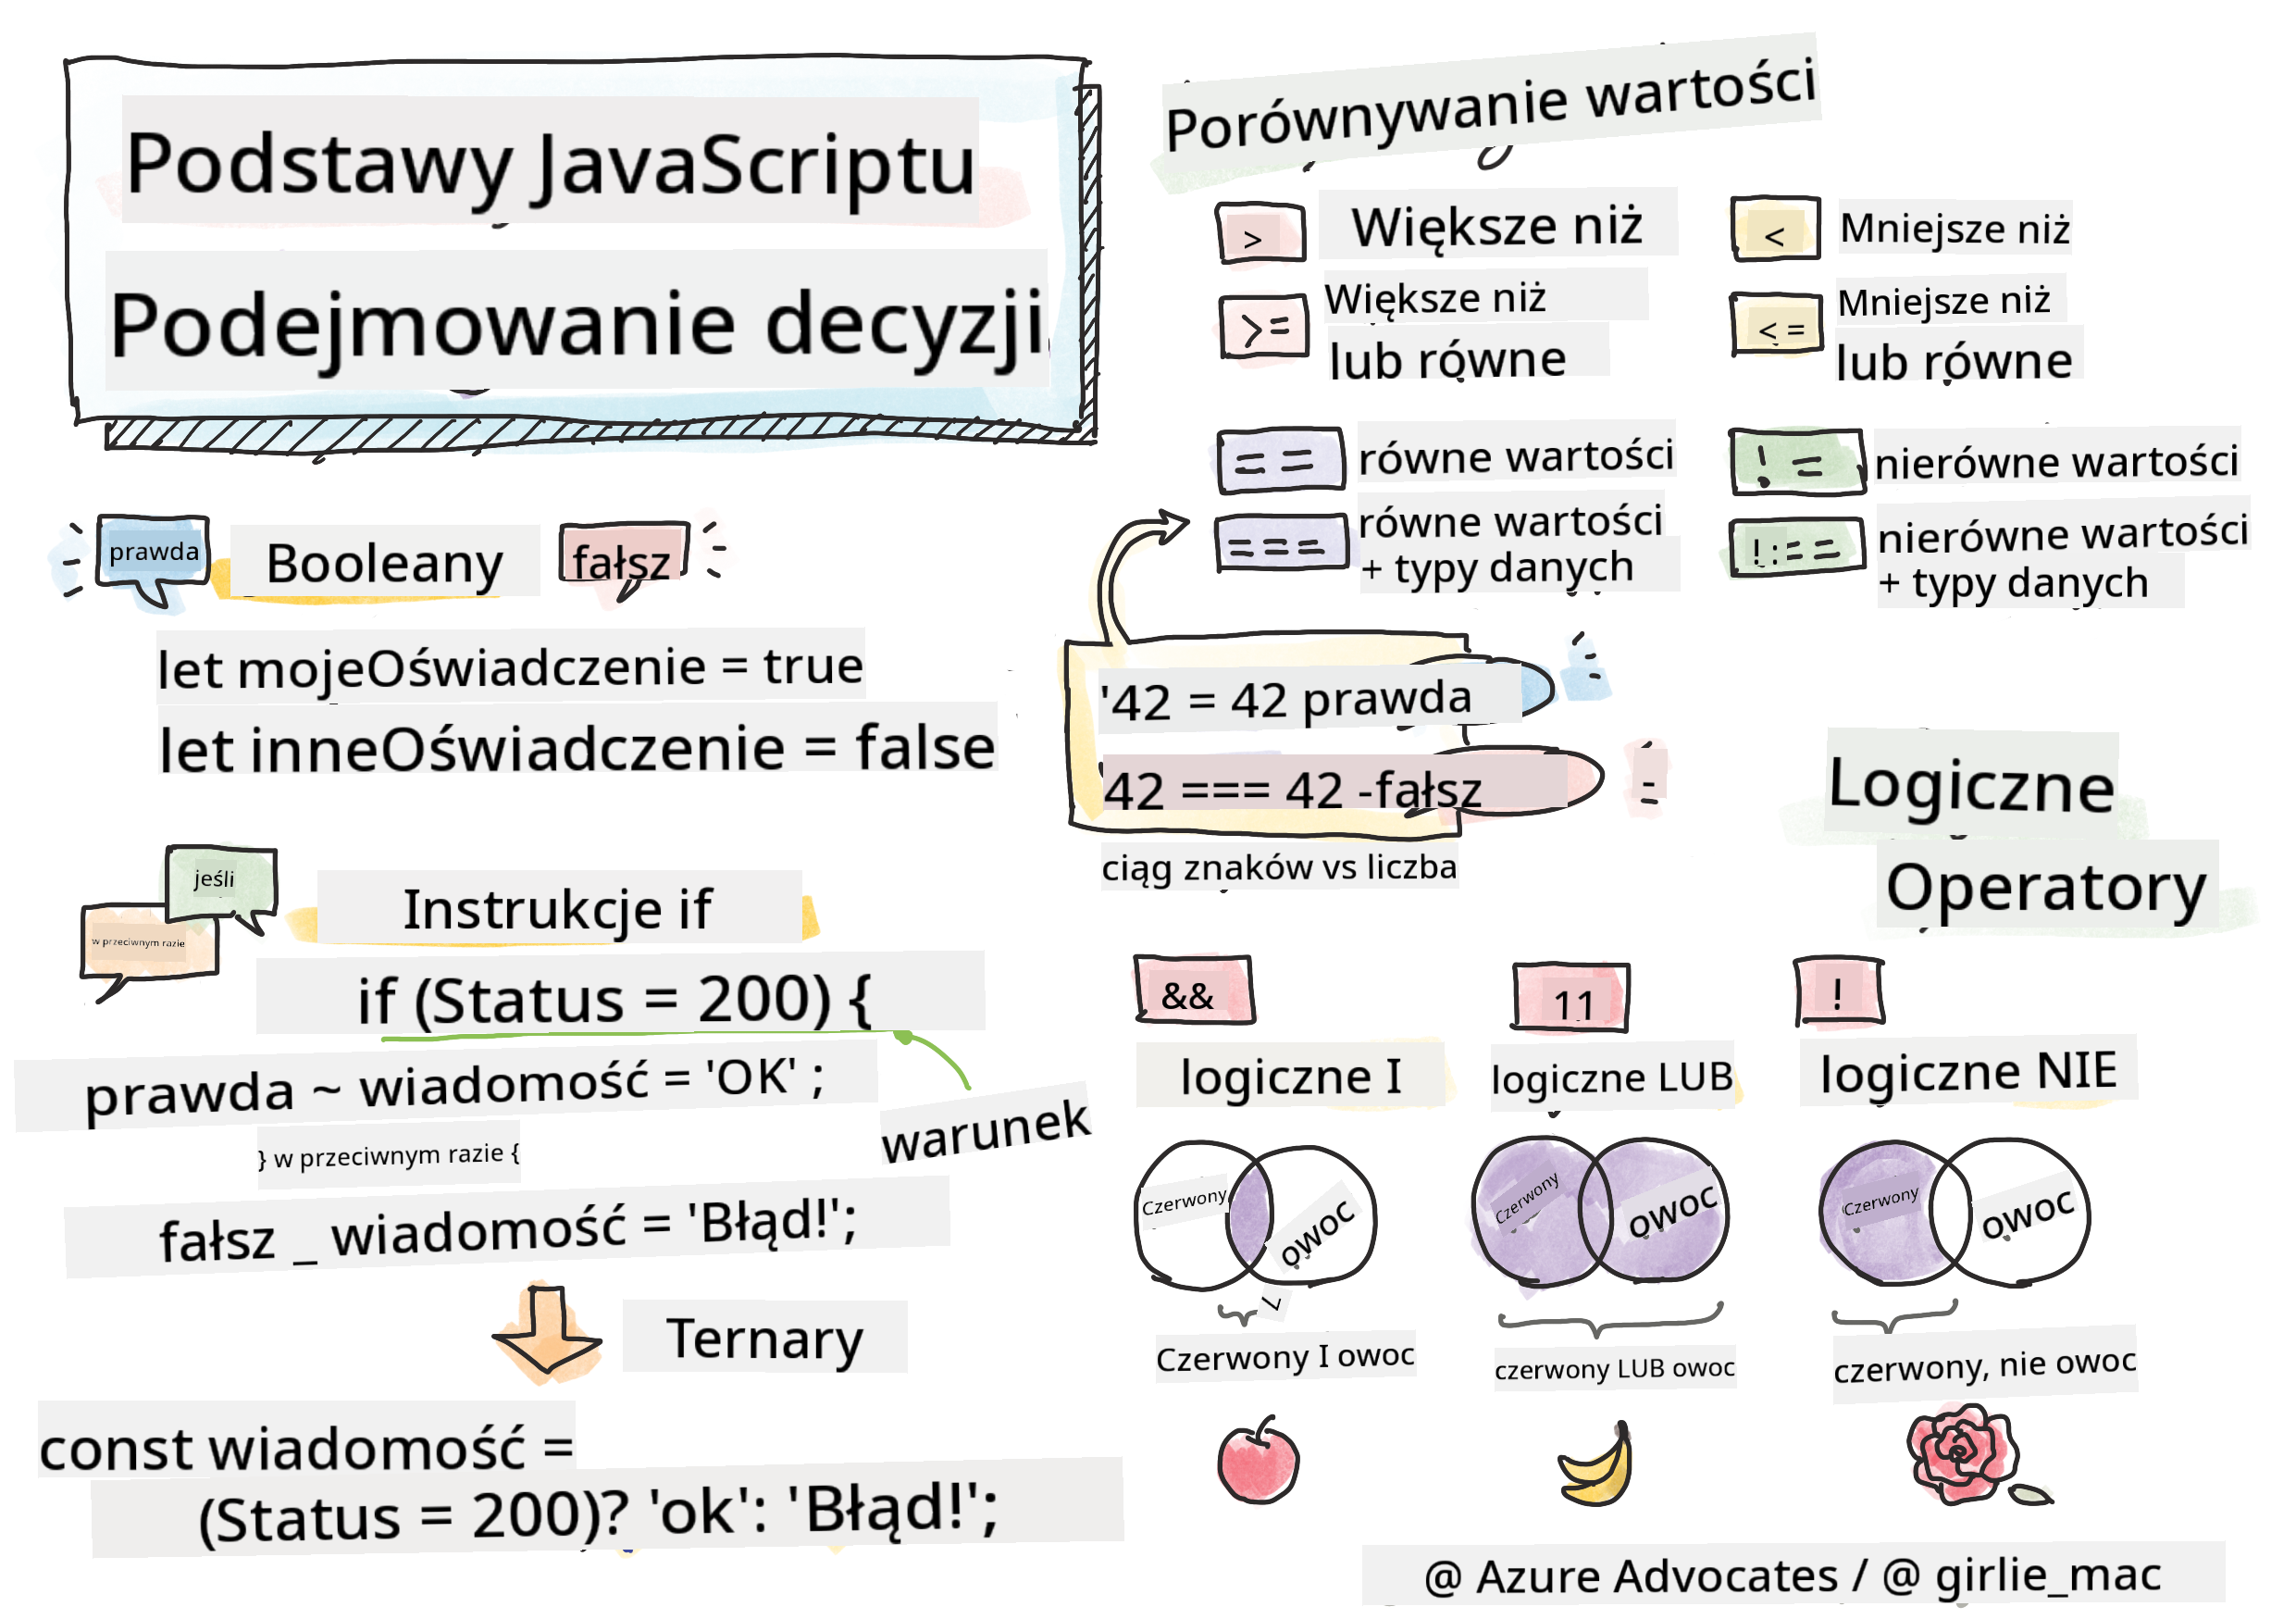 Podstawy JavaScriptu
Podejmowanie decyzji
prawda
Booleany
fałsz
let mojeOświadczenie = true
let inneOświadczenie = false
jeśli
w przeciwnym razie
Instrukcje if
if (Status = 200) {
prawda ~ wiadomość = 'OK' ;
} w przeciwnym razie {
warunek
fałsz _ wiadomość = 'Błąd!';
Ternary
const wiadomość =
(Status = 200)? 'ok': 'Błąd!';
Porównywanie wartości
> Większe niż
< Mniejsze niż
>= Większe niż
lub równe
<= Mniejsze niż
lub równe
== równe wartości
!= nierówne wartości
=== równe wartości
+ typy danych
!:== nierówne wartości
+ typy danych
'42 = 42 prawda
42 === 42 -fałsz
-
ciąg znaków vs liczba
Logiczne
Operatory
&&
11
!
logiczne I
logiczne LUB
logiczne NIE
Czerwony
owoc
Czerwony
owoc
Czerwony
owoc
Czerwony I owoc
czerwony LUB owoc
czerwony, nie owoc
@ Azure Advocates / @ girlie_mac